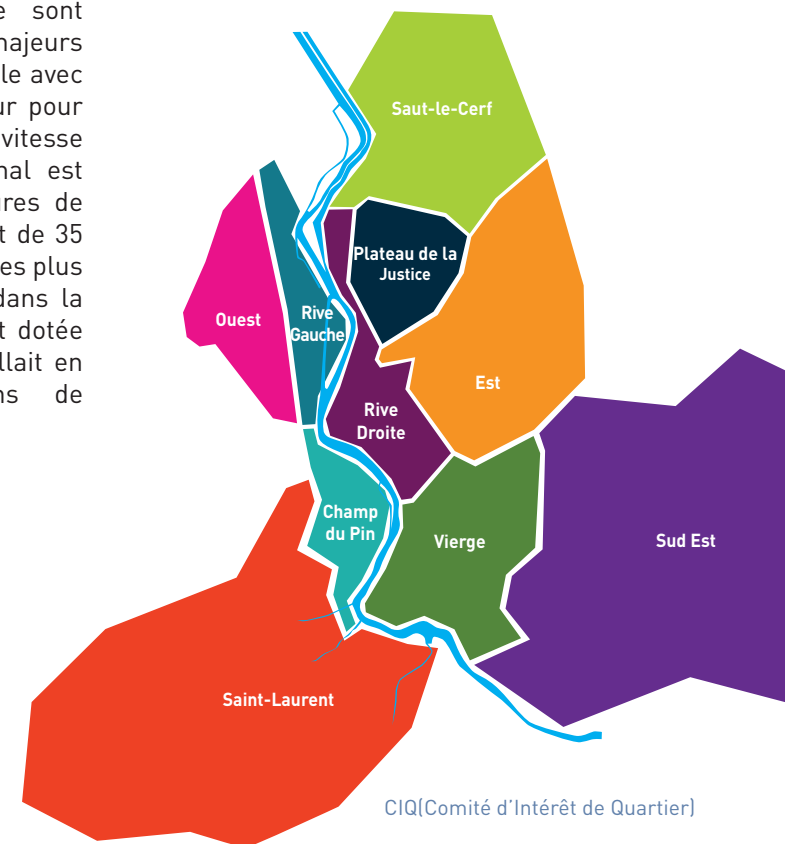 e sont
majeurs
le avec
ur pour
vitesse
nal est
ures de
t de 35
es plus
dans la
t dotée
llait en
ns de
Saut-le-Cerf
Plateau de la
Justice
Ouest
Rive
Gauche
Est
Rive
Droite
Champ
du Pin
Vierge
Sud Est
Saint-Laurent
CIQ(Comité d'Intérêt de Quartier)